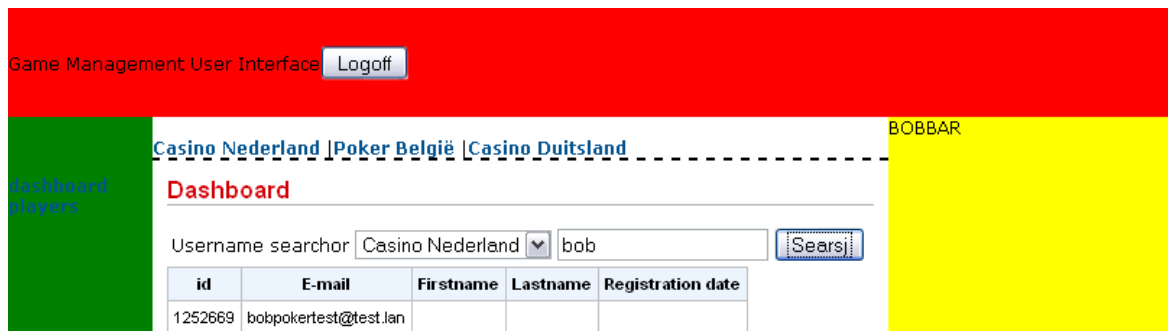 Game Management User Interface Logoff
BOBBAR
Casino Nederland |Poker België |Casino Duitsland
dashboard
players
Dashboard
Username searchor Casino Nederland bob Searsj
id E-mail Firstname Lastname Registration date
1252669 bobpokertest@test.lan